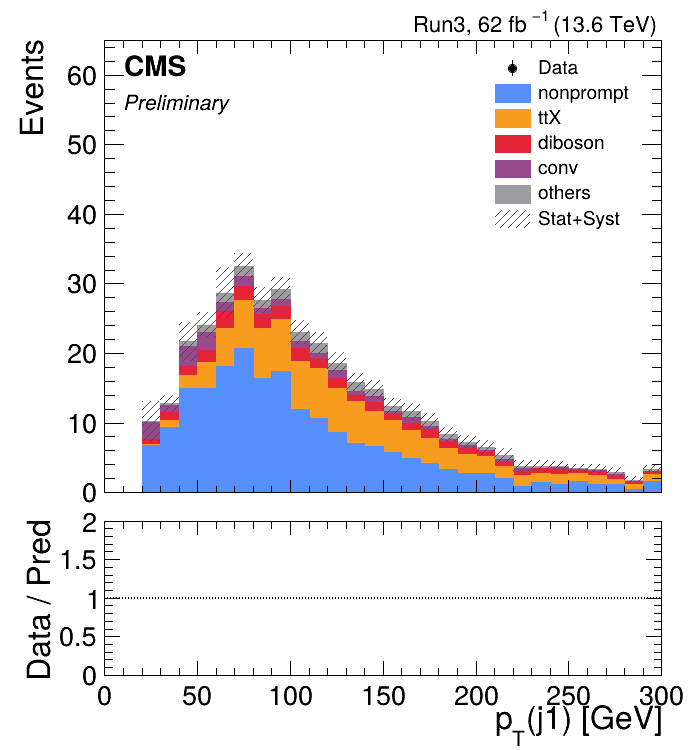 Run3, 62 fb⁻¹ (13.6 TeV)
CMS
Preliminary
Events
60
50
40
30
20
10
0
Data
nonprompt
ttX
diboson
conv
others
Stat+Syst
Data / Pred
2
1.5
1
0.5
0
0 50 100 150 200 250 300
p_T(j1) [GeV]